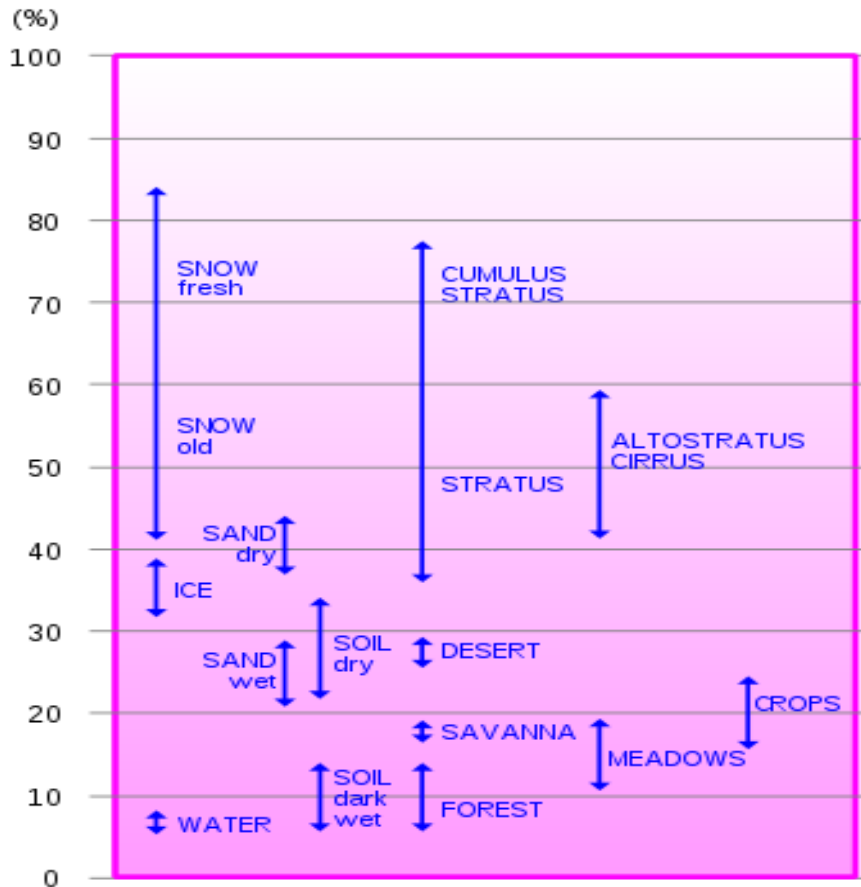 (%)
100
90
80
70
60
50
40
30
20
10
0
SNOW
fresh
SNOW
old
ICE
WATER
SAND
dry
SAND
wet
SOIL
dry
SOIL
dark
wet
CUMULUS
STRATUS
STRATUS
DESERT
SAVANNA
FOREST
ALTOSTRATUS
CIRRUS
MEADOWS
CROPS